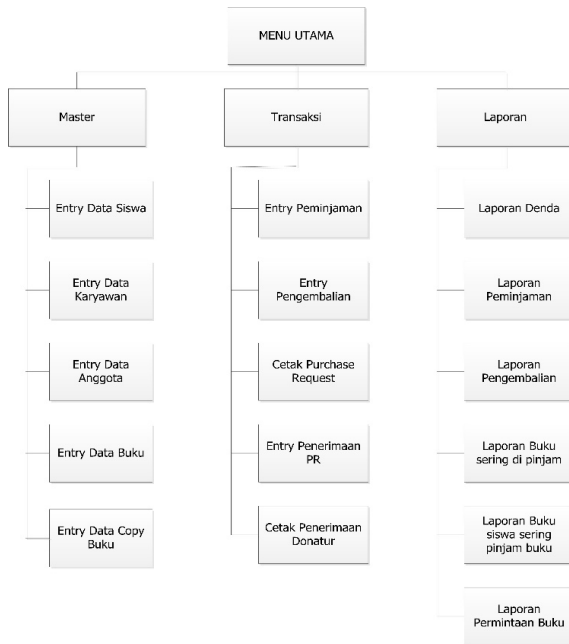 MENU UTAMA
Master
Transaksi
Laporan
Entry Data Siswa
Entry Data
Karyawan
Entry Data
Anggota
Entry Data Buku
Entry Data Copy
Buku
Entry Peminjaman
Entry
Pengembalian
Cetak Purchase
Request
Entry Penerimaan
PR
Cetak Penerimaan
Donatur
Laporan Denda
Laporan
Peminjaman
Laporan
Pengembalian
Laporan Buku
sering di pinjam
Laporan Buku
siswa sering
pinjam buku
Laporan
Permintaan Buku